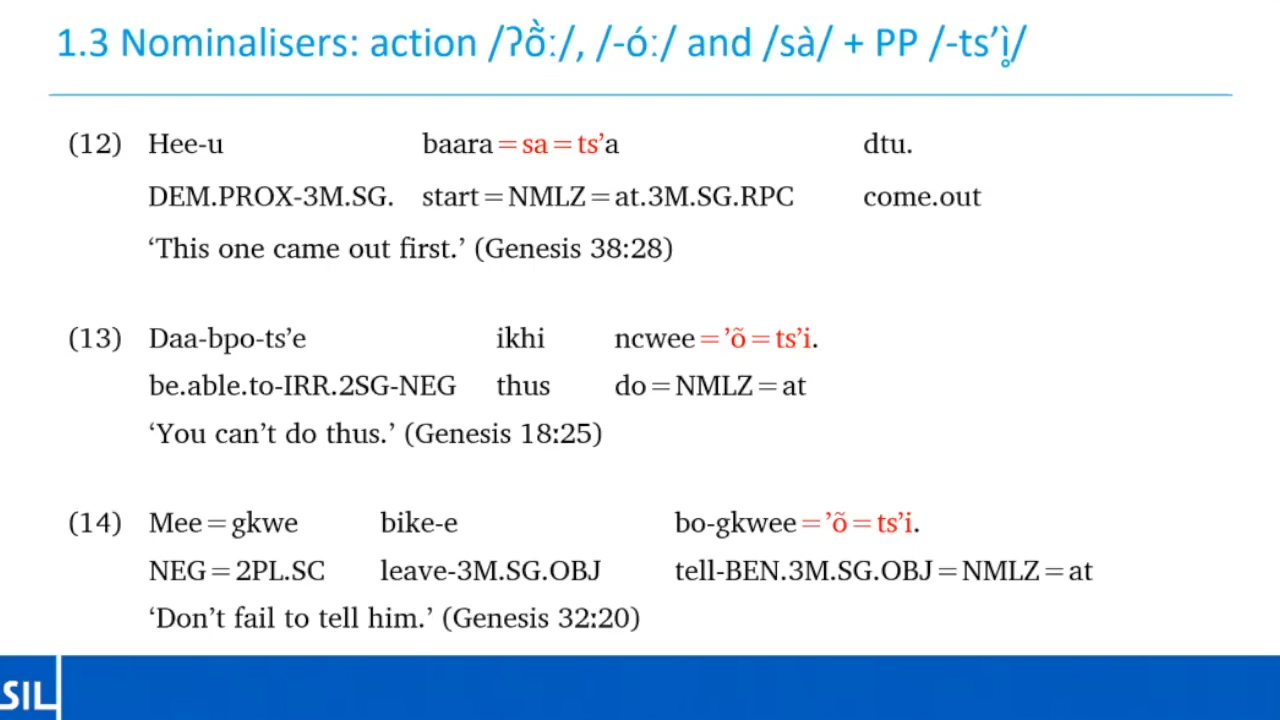 1.3 Nominalisers: action /ʔõ̀ː/, /-óː/ and /sà/ + PP /-ts’ì̥/
(12) Hee-u baara=sa=ts’a dtu.
DEM.PROX-3M.SG. start=NMLZ=at.3M.SG.RPC come.out
‘This one came out first.’ (Genesis 38:28)
(13) Daa-bpo-ts’e ikhi ncwee=’õ=ts’i.
be.able.to-IRR.2SG-NEG thus do=NMLZ=at
‘You can’t do thus.’ (Genesis 18:25)
(14) Mee=gkwe bike-e bo-gkwee=’õ=ts’i.
NEG=2PL.SC leave-3M.SG.OBJ tell-BEN.3M.SG.OBJ=NMLZ=at
‘Don’t fail to tell him.’ (Genesis 32:20)
SIL